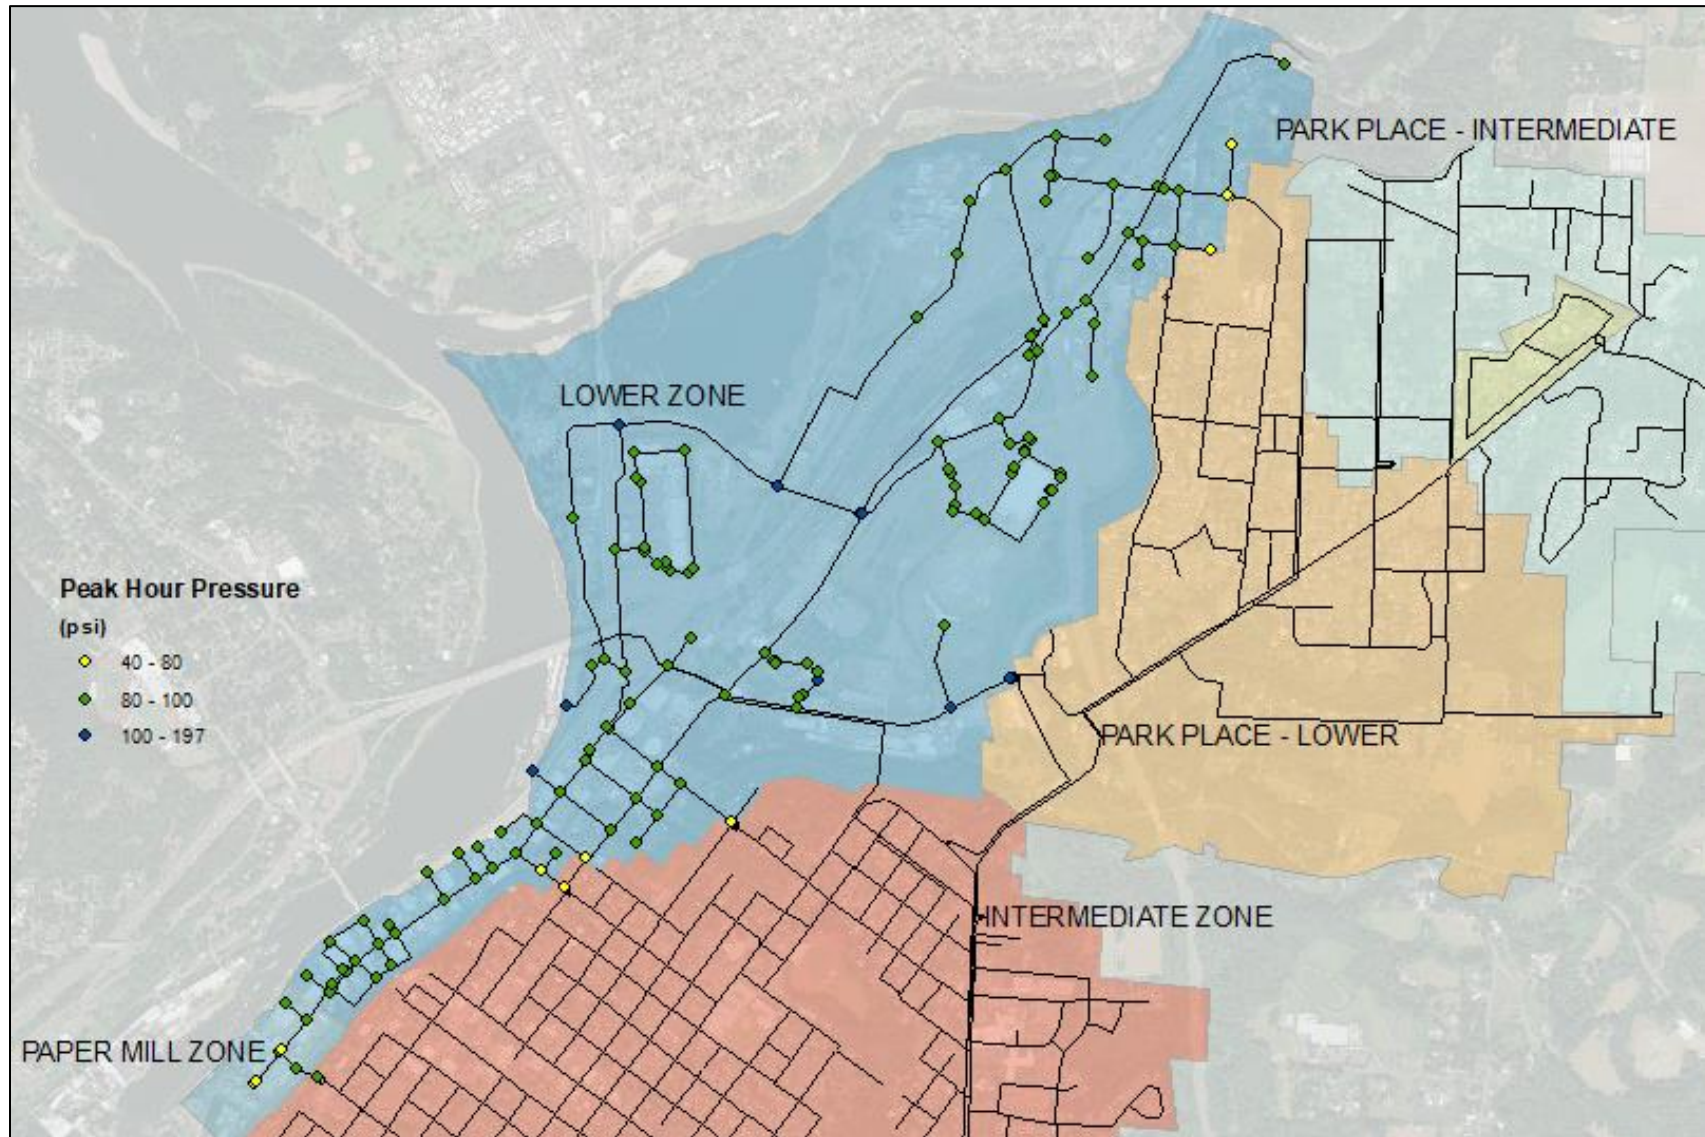 PARK PLACE - INTERMEDIATE
LOWER ZONE
Peak Hour Pressure
(psi)
40 - 80
80 - 100
100 - 197
PARK PLACE - LOWER
INTERMEDIATE ZONE
PAPER MILL ZONE